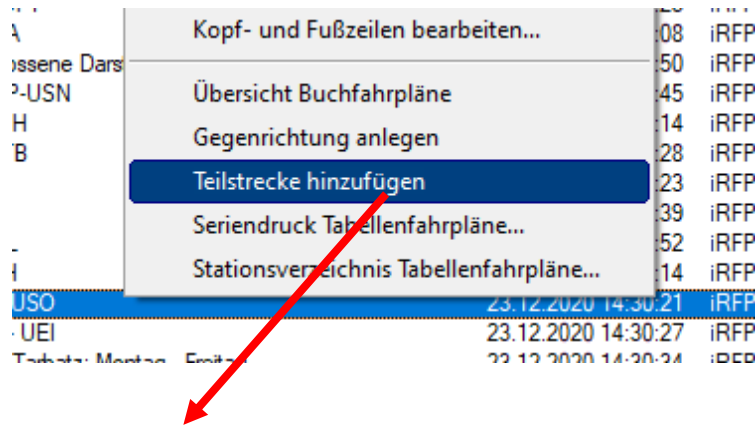 Kopf- und Fußzeilen bearbeiten...
:08 iRFP
ossene Dars
:50 iRFP
P-USN
Übersicht Buchfahrpläne
:45 iRFP
H
:14 iRFP
Gegenrichtung anlegen
:28 iRFP
Teilstrecke hinzufügen
:23 iRFP
:39 iRFP
Seriendruck Tabellenfahrpläne...
:52 iRFP
Stationsverzeichnis Tabellenfahrpläne...
:14 iRFP
USO 23.12.2020 14:30:21 iRFP
- UEI 23.12.2020 14:30:27 iRFP
Tarbatz: Montag - Freitag 23.12.2020 14:30:34 iRFP